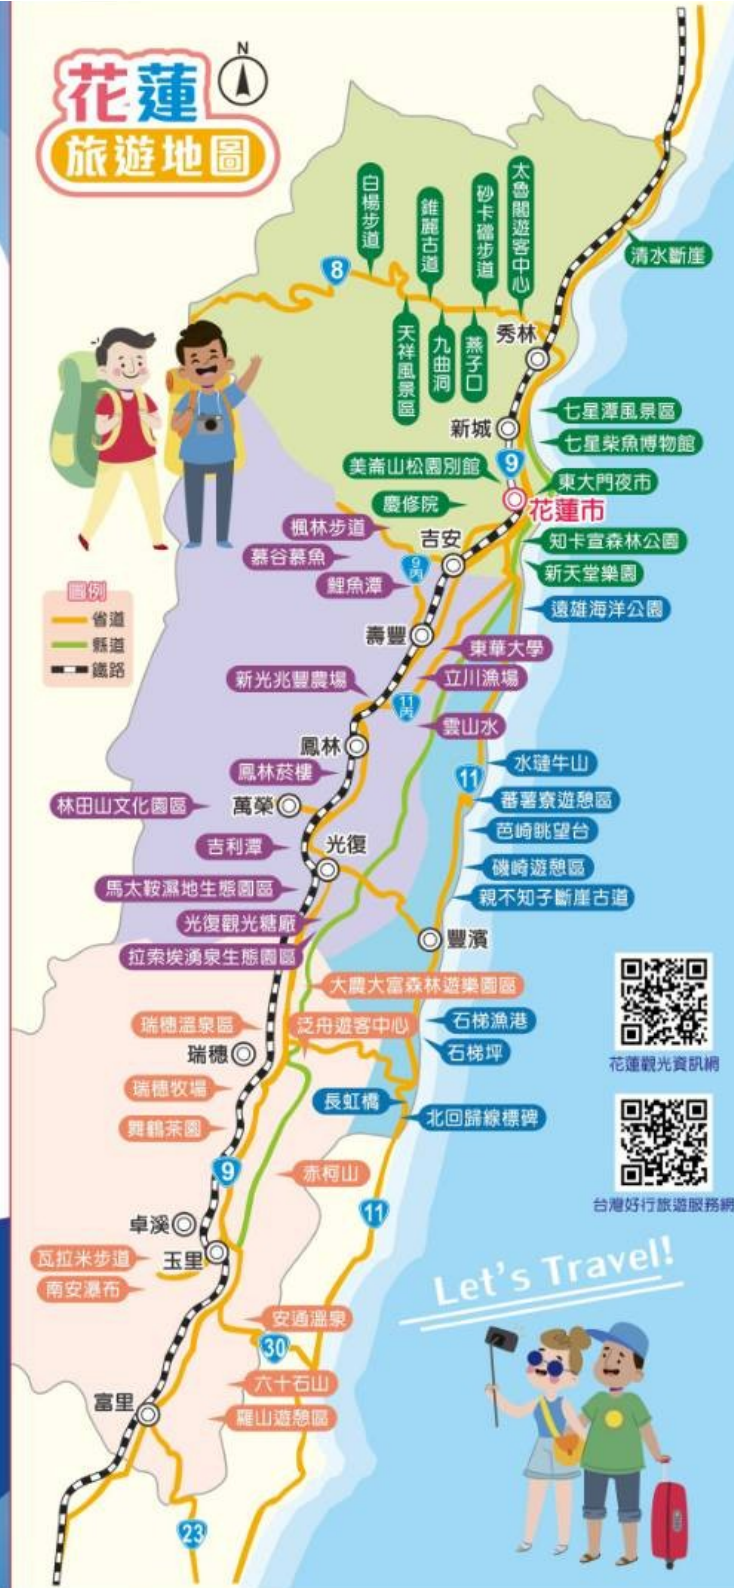 N
花蓮
旅遊地圖
白楊步道
錐麗古道
砂卡礑步道
太魯閣遊客中心
清水斷崖
8
天祥風景區
九曲洞
燕子口
秀林
七星潭風景區
新城
七星柴魚博物館
9
美崙山松園別館
東大門夜市
慶修院
花蓮市
楓林步道
吉安
知卡宣森林公園
慕谷慕魚
9丙
新天堂樂園
鯉魚潭
遠雄海洋公園
圖例
省道
縣道
鐵路
壽豐
東華大學
新光兆豐農場
立川漁場
11丙
雲山水
鳳林
水璉牛山
鳳林菸樓
11
林田山文化園區
萬榮
蕃薯寮遊憩區
芭崎眺望台
吉利潭
光復
磯崎遊憩區
馬太鞍濕地生態園區
親不知子斷崖古道
光復觀光糖廠
豐濱
拉索埃湧泉生態園區
大農大富森林遊樂園區
瑞穗溫泉區
泛舟遊客中心
石梯漁港
瑞穗
石梯坪
花蓮觀光資訊網
瑞穗牧場
長虹橋
北回歸線標碑
舞鶴茶園
9
赤柯山
台灣好行旅遊服務網
卓溪
11
瓦拉米步道
玉里
南安瀑布
Let's Travel!
安通溫泉
30
六十石山
富里
羅山遊憩區
23